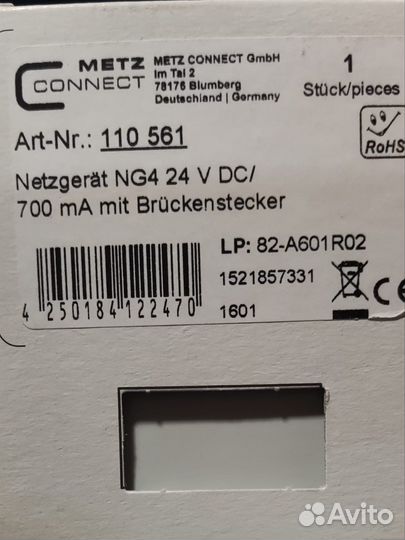 METZ CONNECT
METZ CONNECT GmbH
Im Tal 2
78176 Blumberg
Deutschland | Germany
1
Stück/pieces
RoHS
Art-Nr.: 110 561
Netzgerät NG4 24 V DC/
700 mA mit Brückenstecker
LP: 82-A601R02
1521857331
CE
1601
4 250184 122470
Avito